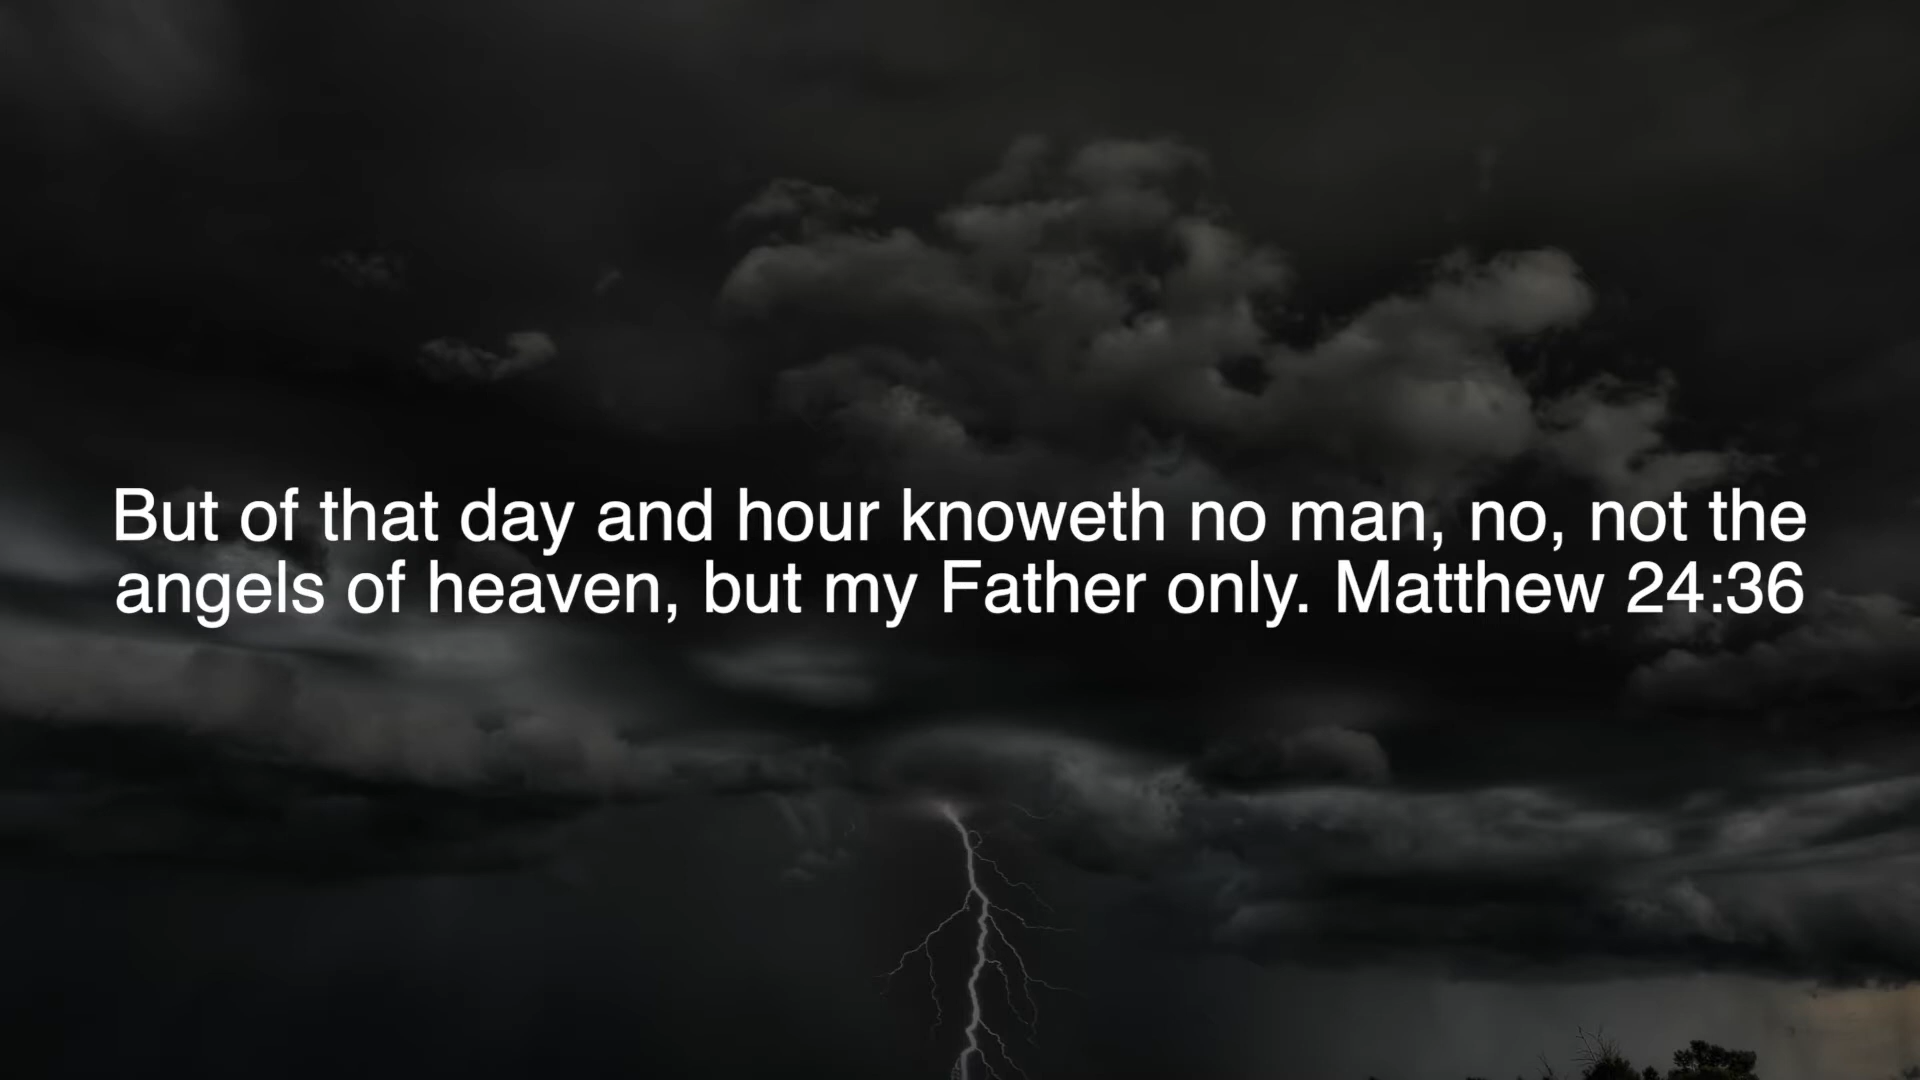 But of that day and hour knoweth no man, no, not the
angels of heaven, but my Father only. Matthew 24:36